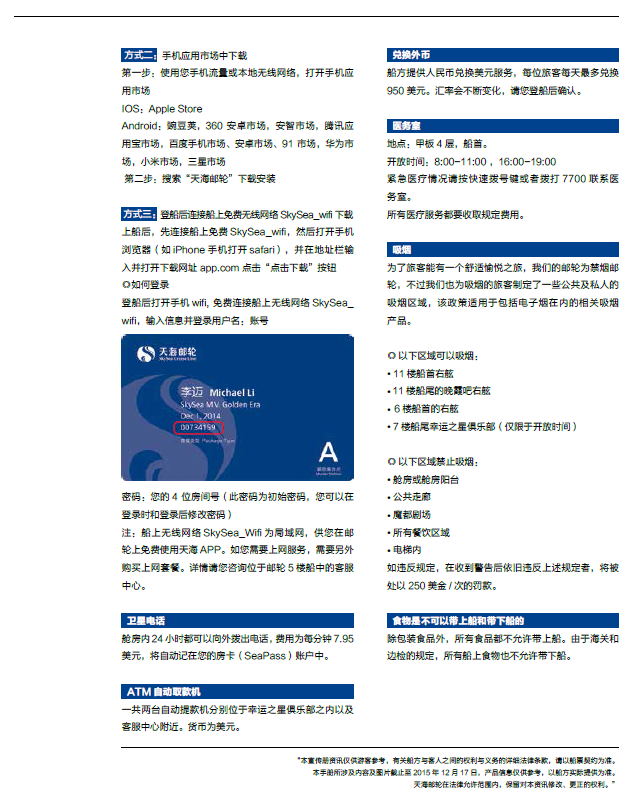 方式二：手机应用市场中下载
第一步：使用您手机流量或本地无线网络，打开手机应
用市场
IOS：Apple Store
Android：豌豆荚，360 安卓市场，安智市场，腾讯应
用宝市场，百度手机市场、安卓市场、91 市场，华为市
场，小米市场，三星市场
第二步：搜索“天海邮轮”下载安装
方式三：登船后连接船上免费无线网络 SkySea_wifi 下载
上船后，先连接船上免费 SkySea_wifi，然后打开手机
浏览器（如 iPhone 手机打开 safari），并在地址栏输
入并打开下载网址 app.com 点击“点击下载”按钮
如何登录
登船后打开手机 wifi, 免费连接船上无线网络 SkySea_
wifi，输入信息并登录用户名：账号
天海邮轮
SkySea Cruise Line
李迈 Michael Li
SkySea M.V. Golden Era
Dec 1, 2014
00734159
Package Type
A
Muster Station
密码：您的 4 位房间号（此密码为初始密码，您可以在
登录时和登录后修改密码）
注：船上无线网络 SkySea_Wifi 为局域网，供您在邮
轮上免费使用天海 APP。如您需要上网服务，需要另外
购买上网套餐。详情请您咨询位于邮轮 5 楼船中的客服
中心。
卫星电话
舱房内 24 小时都可以向外拨出电话，费用为每分钟 7.95
美元，将自动记在您的房卡（SeaPass）账户中。
ATM 自动取款机
一共两台自动提款机分别位于幸运之星俱乐部之内以及
客服中心附近。货币为美元。
兑换外币
船方提供人民币兑换美元服务，每位旅客每天最多兑换
950 美元。汇率会不断变化，请您登船后确认。
医务室
地点：甲板 4 层，船首。
开放时间：8:00-11:00 ，16:00-19:00
紧急医疗情况请按快速拨号键或者拨打 7700 联系医
务室。
所有医疗服务都要收取规定费用。
吸烟
为了旅客能有一个舒适愉悦之旅，我们的邮轮为禁烟邮
轮，不过我们也为吸烟的旅客制定了一些公共及私人的
吸烟区域，该政策适用于包括电子烟在内的相关吸烟
产品。
以下区域可以吸烟：
• 11 楼船首右舷
• 11 楼船尾的晚霞吧右舷
• 6 楼船首的右舷
• 7 楼船尾幸运之星俱乐部（仅限于开放时间）
以下区域禁止吸烟：
• 舱房或舱房阳台
• 公共走廊
• 魔都剧场
• 所有餐饮区域
• 电梯内
如违反规定，在收到警告后依旧违反上述规定者，将被
处以 250 美金 / 次的罚款。
食物是不可以带上船和带下船的
除包装食品外，所有食品都不允许带上船。由于海关和
边检的规定，所有船上食物也不允许带下船。
“本宣传册资讯仅供游客参考，有关船方与客人之间的权利与义务的详细法律条款，请以船票契约为准。
本手册所涉及内容及图片截止至 2015 年 12 月 17 日，产品信息仅供参考，以船方实际提供为准。
天海邮轮在法律允许范围内，保留对本资讯修改、更正的权利。”